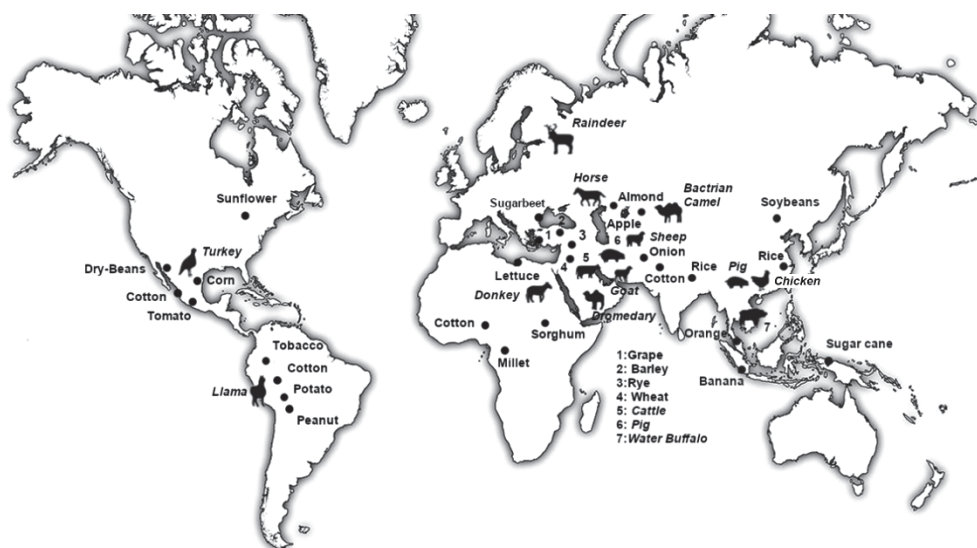 Raindeer
Horse
Almond
Bactrian
Camel
Sunflower
Sugarbeet
Apple
Soybeans
1
2
3
6
Sheep
Turkey
Dry-Beans
Corn
4
5
Onion
Rice
7
Lettuce
Cotton
Rice
Pig
Chicken
Cotton
Donkey
Goat
Dromedary
Tomato
Cotton
Sorghum
Orange
7
Tobacco
Millet
Sugar cane
Cotton
Banana
Llama
Potato
Peanut
1:Grape
2: Barley
3:Rye
4: Wheat
5: Cattle
6: Pig
7:Water Buffalo